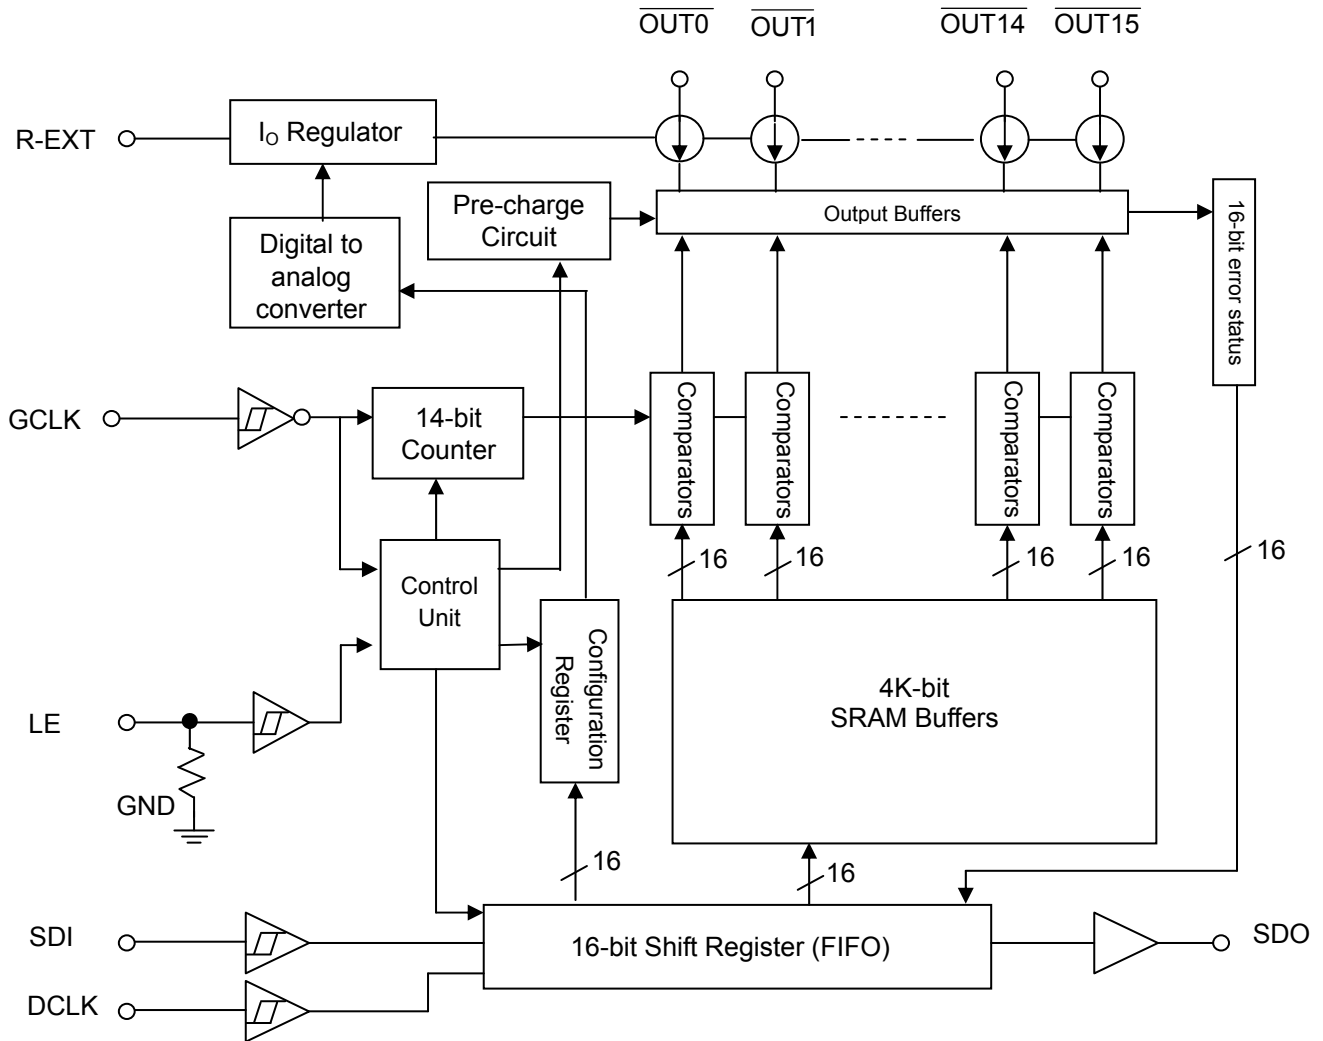 OUT0 OUT1 OUT14 OUT15
R-EXT
IO Regulator
Pre-charge
Circuit
Output Buffers
16-bit error status
Digital to
analog
converter
GCLK
14-bit
Counter
Comparators
Comparators
Comparators
Comparators
16
16
16
16
16
Control
Unit
Configuration
Register
4K-bit
SRAM Buffers
LE
GND
16
16
SDI
16-bit Shift Register (FIFO)
SDO
DCLK